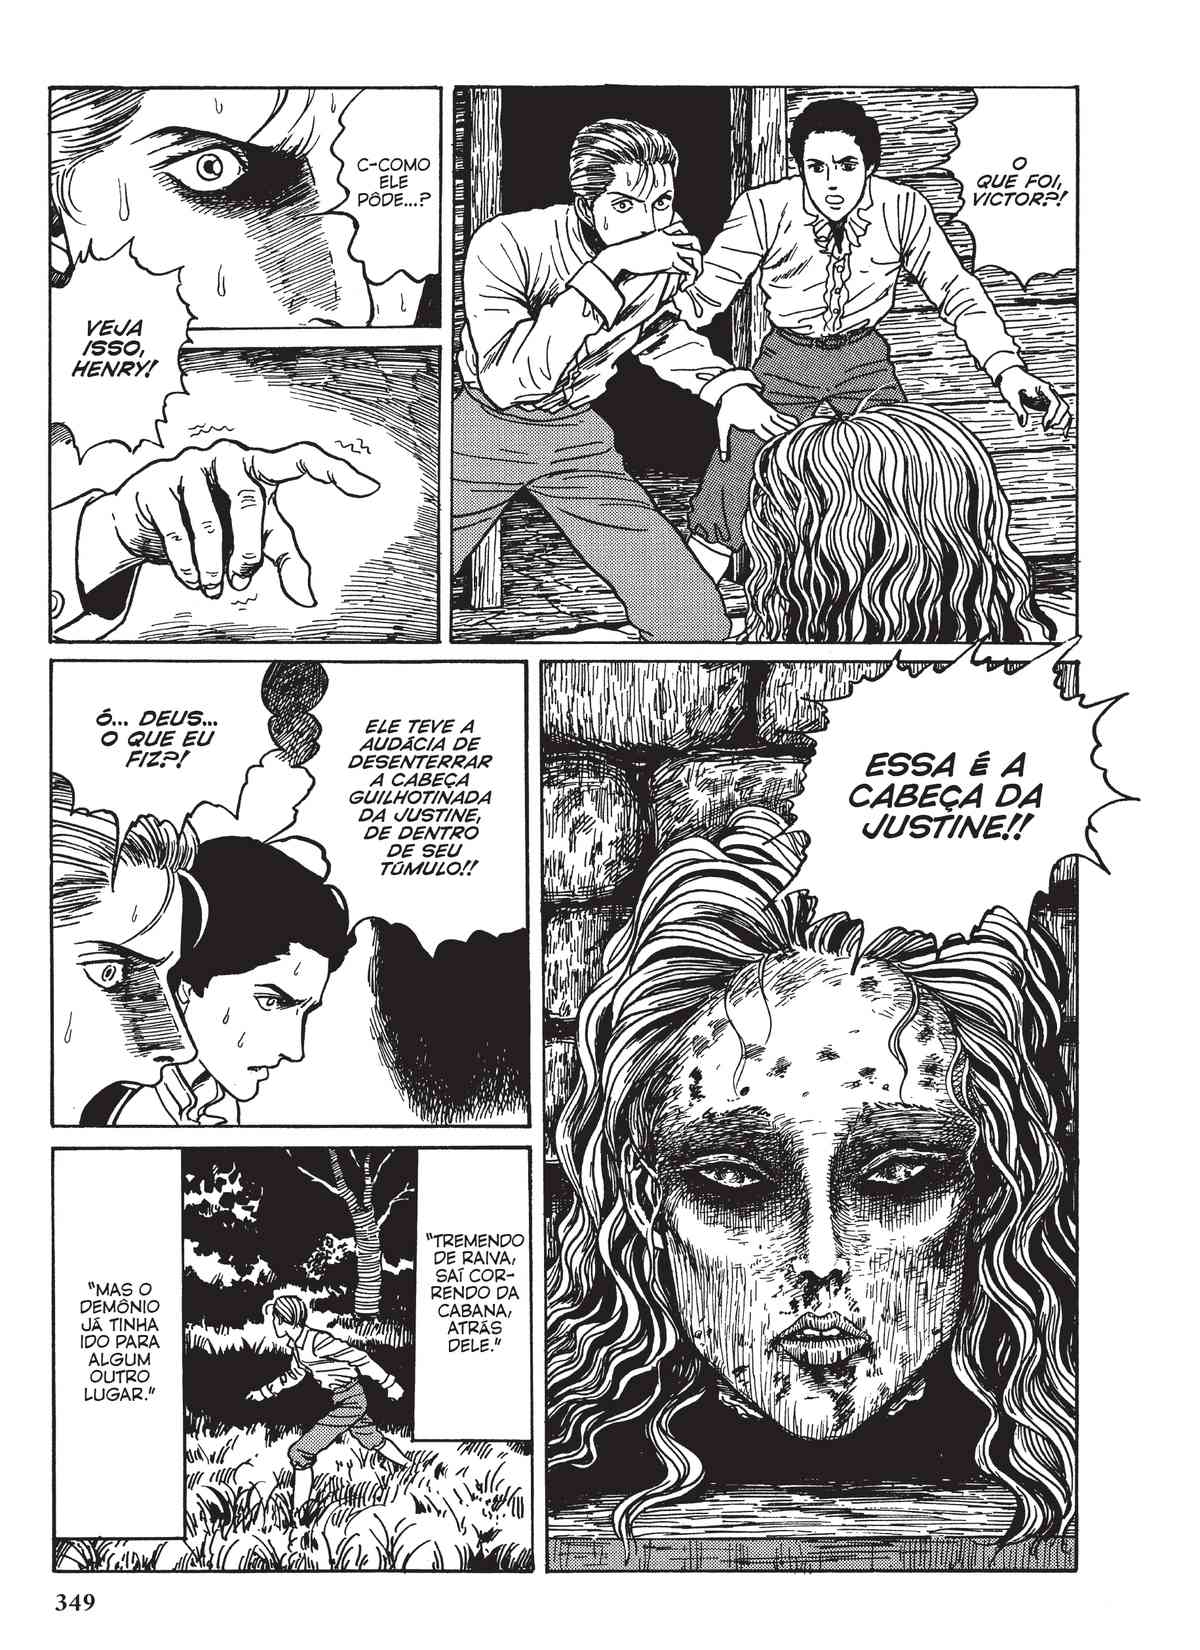 O
QUE FOI,
VICTOR?!
C-COMO
ELE
PÔDE...?
VEJA
ISSO,
HENRY!
ESSA É A
CABEÇA DA
JUSTINE!!
ELE TEVE A
AUDÁCIA DE
DESENTERRAR
A CABEÇA
GUILHOTINADA
DA JUSTINE,
DE DENTRO
DE SEU
TÚMULO!!
Ó... DEUS...
O QUE EU
FIZ?!
"TREMENDO
DE RAIVA,
SAÍ COR-
RENDO DA
CABANA,
ATRÁS
DELE."
"MAS O
DEMÔNIO
JÁ TINHA
IDO PARA
ALGUM
OUTRO
LUGAR."
349